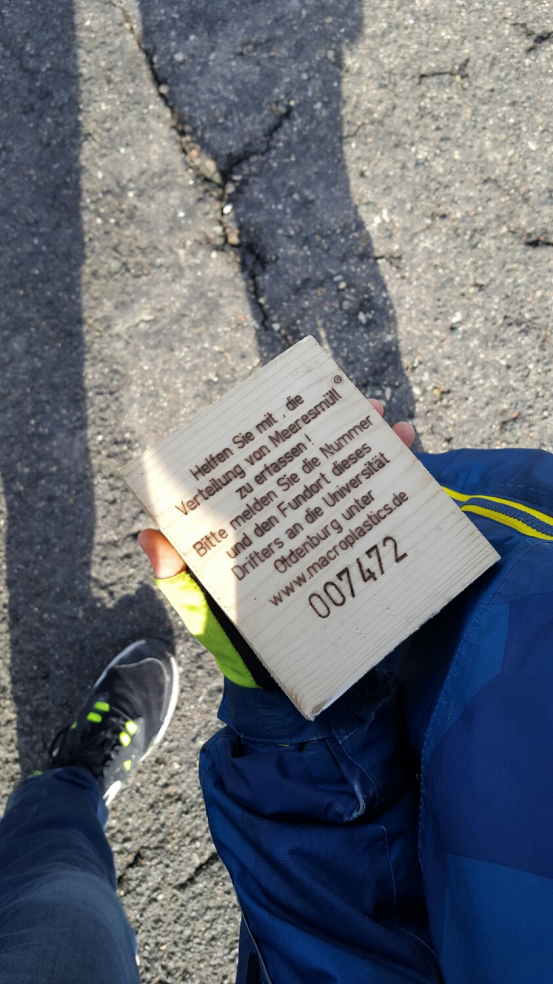 Helfen Sie mit , die
Verteilung von Meeresmüll®
zu erfassen !
Bitte melden Sie die Nummer
und den Fundort dieses
Drifters an die Universität
Oldenburg unter
www.macroplastics.de
007472